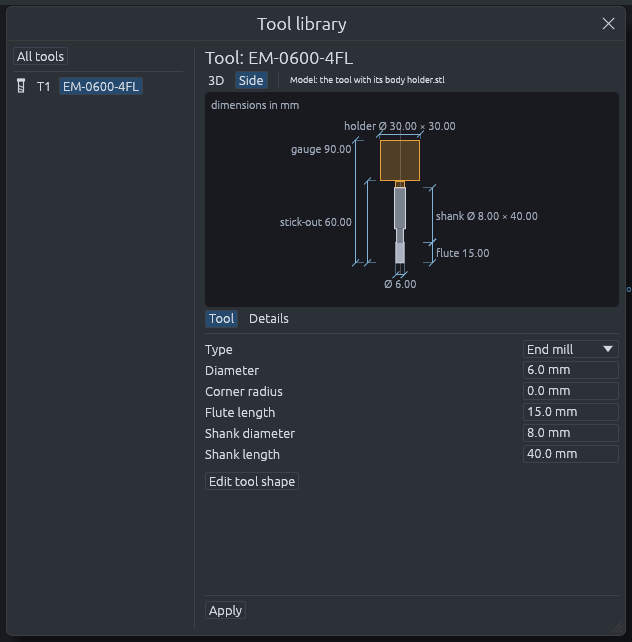 Tool library
All tools
T1 EM-0600-4FL
Tool: EM-0600-4FL
3D Side Model: the tool with its body holder.stl
dimensions in mm
holder Ø 30.00 × 30.00
gauge 90.00
stick-out 60.00
shank Ø 8.00 × 40.00
flute 15.00
Ø 6.00
Tool Details
Type End mill
Diameter 6.0 mm
Corner radius 0.0 mm
Flute length 15.0 mm
Shank diameter 8.0 mm
Shank length 40.0 mm
Edit tool shape
Apply